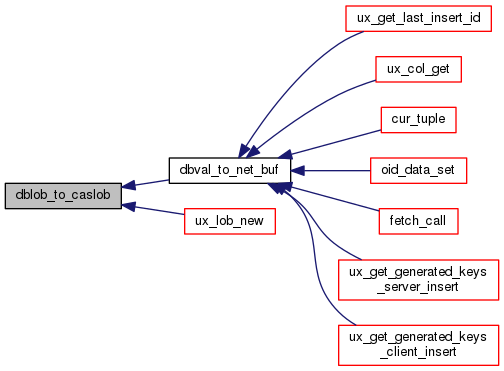 ux_get_last_insert_id
ux_col_get
cur_tuple
dbval_to_net_buf
oid_data_set
dblob_to_caslob
ux_lob_new
fetch_call
ux_get_generated_keys
_server_insert
ux_get_generated_keys
_client_insert